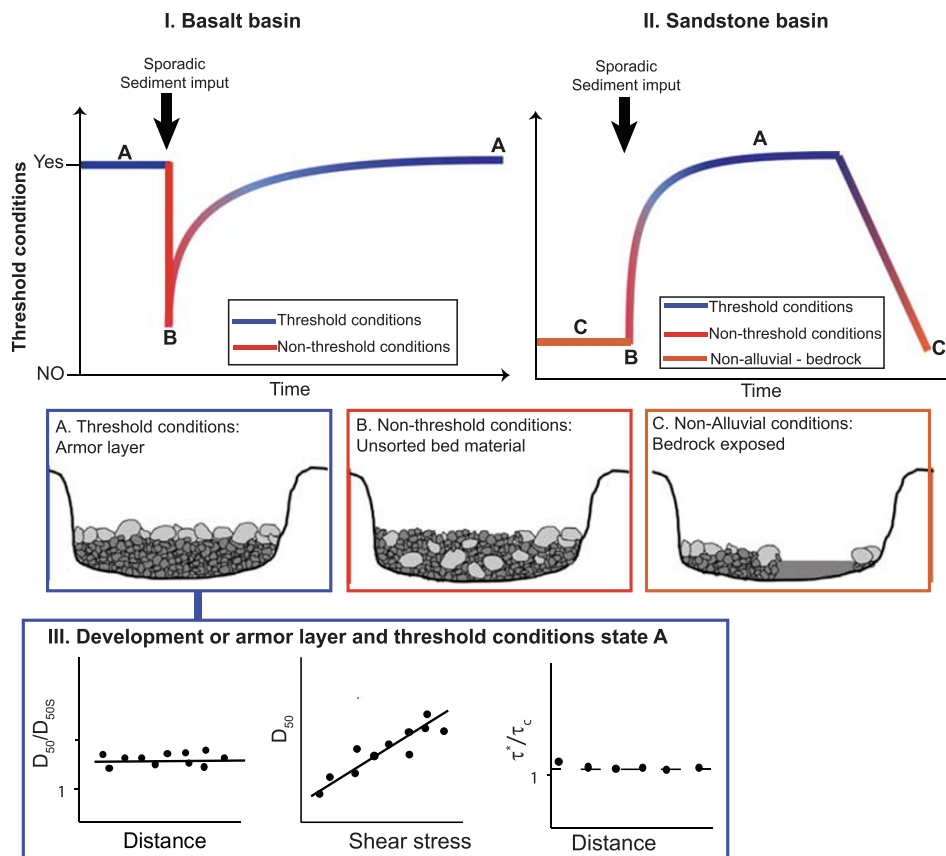 I. Basalt basin
II. Sandstone basin
Sporadic
Sediment imput
Sporadic
Sediment imput
Threshold conditions
Yes
NO
A
A
B
Threshold conditions
Non-threshold conditions
Time
A
C
B
C
Threshold conditions
Non-threshold conditions
Non-alluvial - bedrock
Time
A. Threshold conditions:
Armor layer
B. Non-threshold conditions:
Unsorted bed material
C. Non-Alluvial conditions:
Bedrock exposed
III. Development or armor layer and threshold conditions state A
D50/D50S
1
Distance
D50
Shear stress
τ*/τc
1
Distance